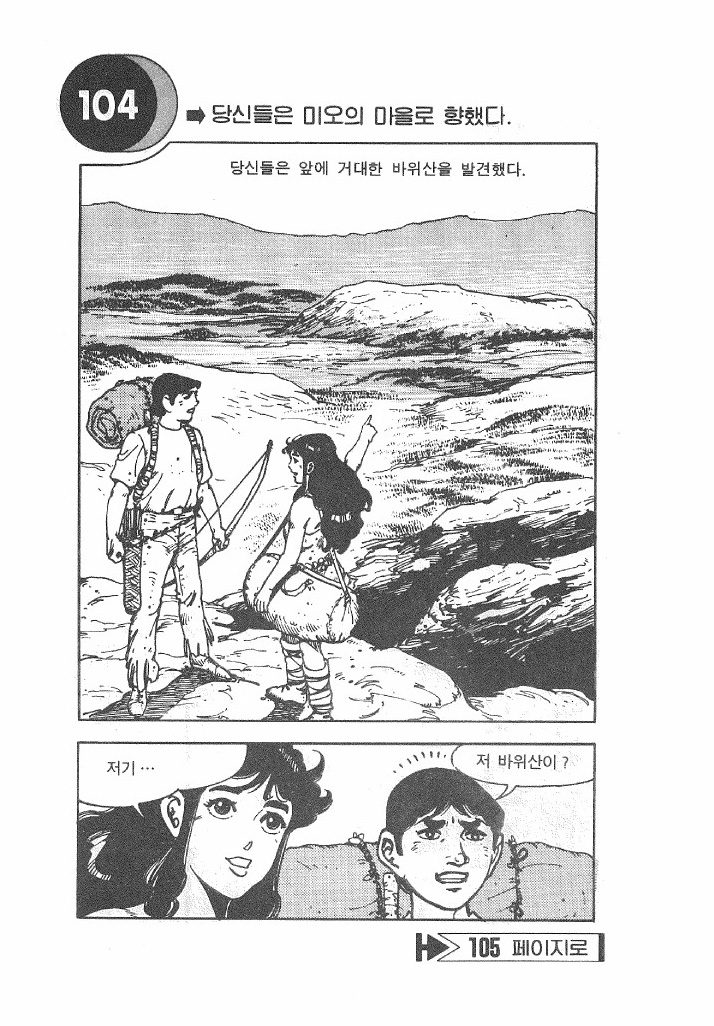 104
➡ 당신들은 미오의 마을로 향했다.
당신들은 앞에 거대한 바위산을 발견했다.
저기…
저 바위산이?
105 페이지로